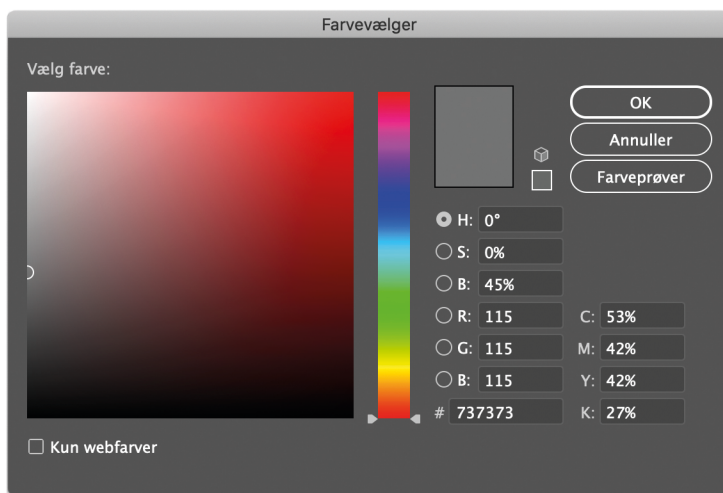 Farvevælger
Vælg farve:
OK
Annuller
Farveprøver
H: 0°
S: 0%
B: 45%
R: 115
G: 115
B: 115
# 737373
C: 53%
M: 42%
Y: 42%
K: 27%
Kun webfarver